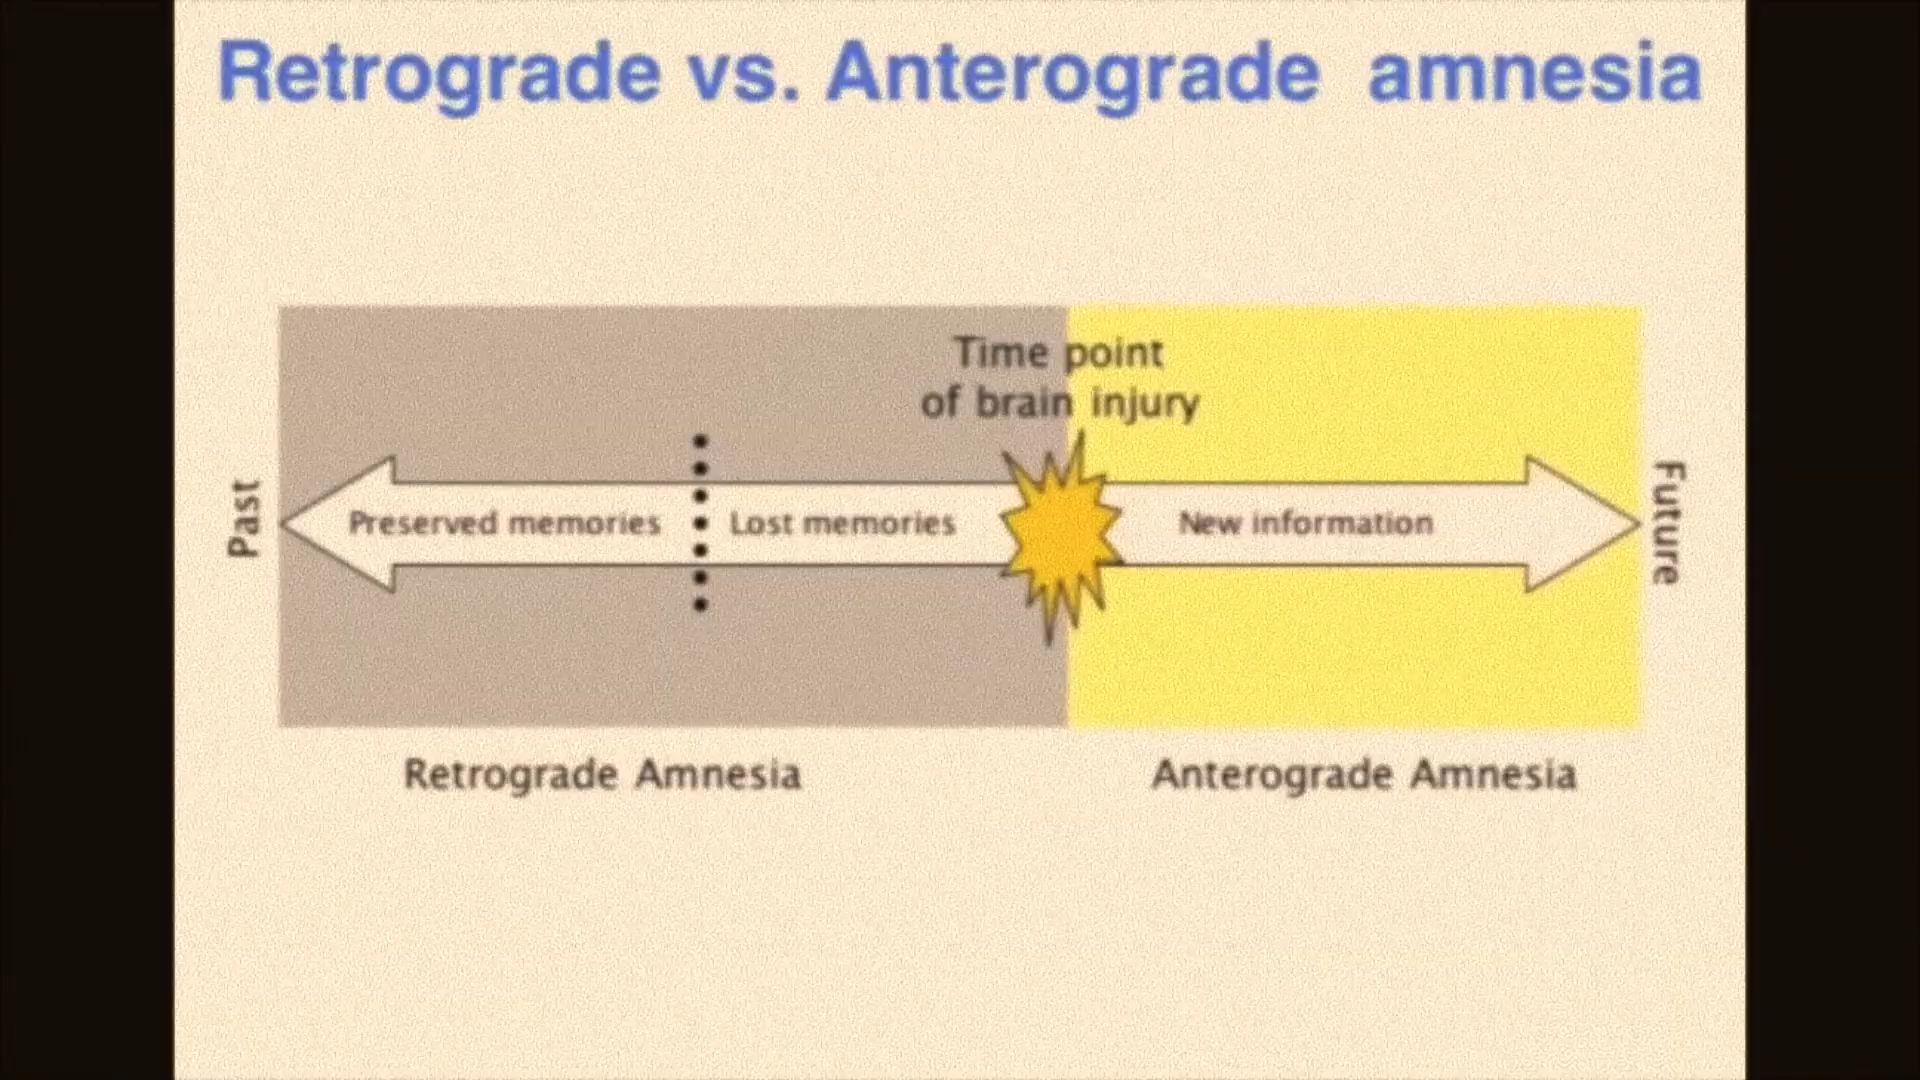 Retrograde vs. Anterograde amnesia
Time point
of brain injury
Past
Preserved memories
Lost memories
New information
Future
Retrograde Amnesia
Anterograde Amnesia